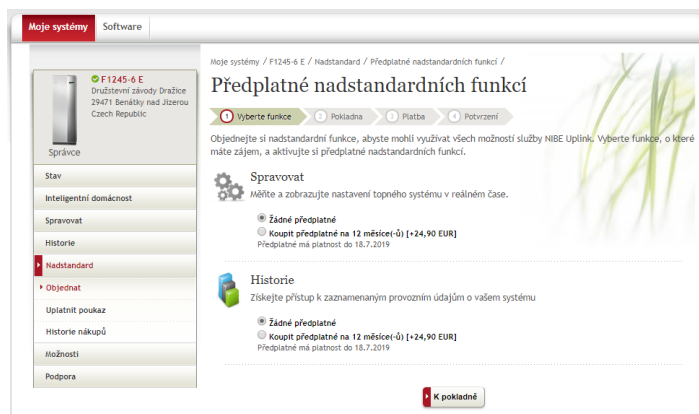 Moje systémy
Software
F1245-6 E
Družstevní závody Dražice
29471 Benátky nad Jizerou
Czech Republic
Správce
Stav
Inteligentní domácnost
Spravovat
Historie
Nadstandard
Objednat
Uplatnit poukaz
Historie nákupů
Možnosti
Podpora
Moje systémy / F1245-6 E / Nadstandard / Předplatné nadstandardních funkcí /
Předplatné nadstandardních funkcí
1 Vyberte funkce
2 Pokladna
3 Platba
4 Potvrzení
Objednejte si nadstandardní funkce, abyste mohli využívat všech možností služby NIBE Uplink. Vyberte funkce, o které
máte zájem, a aktivujte si předplatné nadstandardních funkcí.
Spravovat
Měňte a zobrazujte nastavení topného systému v reálném čase.
Žádné předplatné
Koupit předplatné na 12 měsíce(-ů) [+24,90 EUR]
Předplatné má platnost do 18.7.2019
Historie
Získejte přístup k zaznamenaným provozním údajům o vašem systému
Žádné předplatné
Koupit předplatné na 12 měsíce(-ů) [+24,90 EUR]
Předplatné má platnost do 18.7.2019
K pokladně